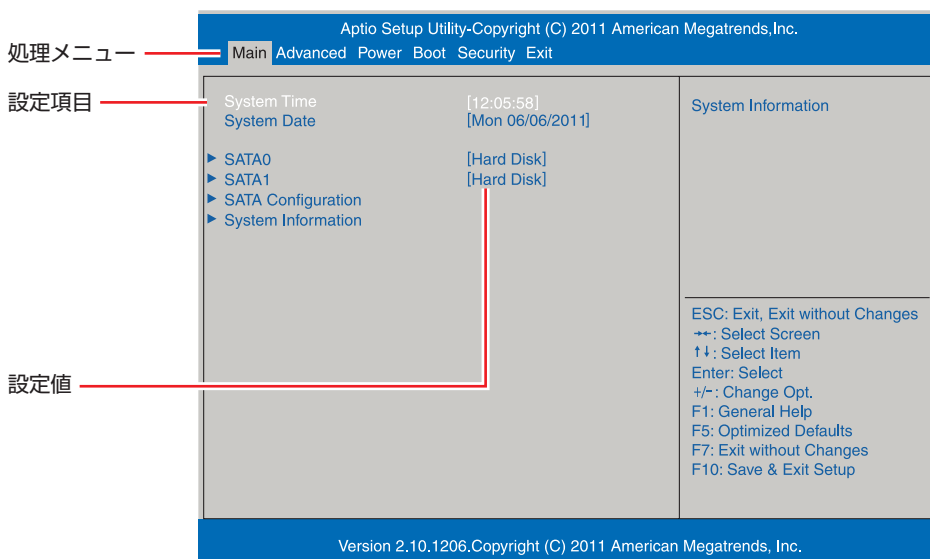 Aptio Setup Utility-Copyright (C) 2011 American Megatrends,Inc.
処理メニュー
Main Advanced Power Boot Security Exit
設定項目
System Time [12:05:58]
System Date [Mon 06/06/2011]
▶ SATA0 [Hard Disk]
▶ SATA1 [Hard Disk]
▶ SATA Configuration
▶ System Information
設定値
System Information
ESC: Exit, Exit without Changes
→←: Select Screen
↑↓: Select Item
Enter: Select
+/-: Change Opt.
F1: General Help
F5: Optimized Defaults
F7: Exit without Changes
F10: Save & Exit Setup
Version 2.10.1206.Copyright (C) 2011 American Megatrends, Inc.